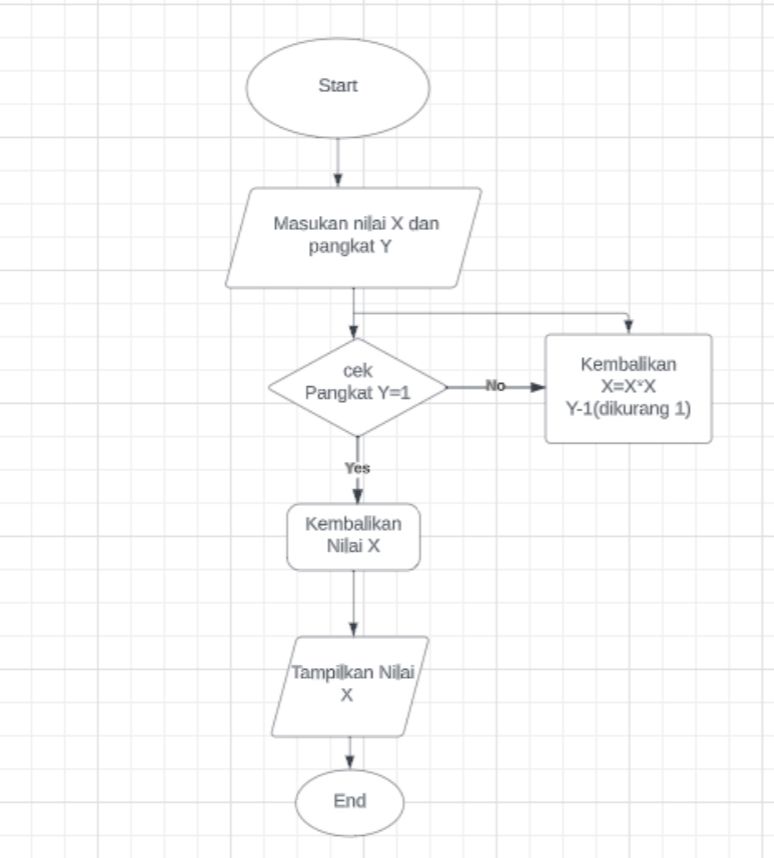 Start
Masukan nilai X dan
pangkat Y
cek
Pangkat Y=1
No
Kembalikan
X=X*X
Y-1(dikurang 1)
Yes
Kembalikan
Nilai X
Tampilkan Nilai
X
End